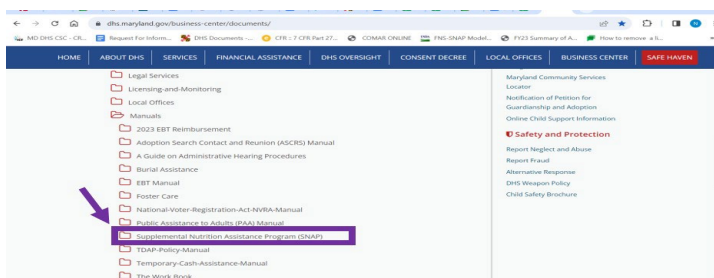 dhs.maryland.gov/business-center/documents/
MD DHS CSC - CR...
Request For Inform...
DHS Documents -...
CFR :: 7 CFR Part 27...
COMAR ONLINE
FNS-SNAP Model...
FY23 Summary of A...
How to remove a li...
HOME
ABOUT DHS
SERVICES
FINANCIAL ASSISTANCE
DHS OVERSIGHT
CONSENT DECREE
LOCAL OFFICES
BUSINESS CENTER
SAFE HAVEN
Legal Services
Licensing-and-Monitoring
Local Offices
Manuals
2023 EBT Reimbursement
Adoption Search Contact and Reunion (ASCRS) Manual
A Guide on Administrative Hearing Procedures
Burial Assistance
EBT Manual
Foster Care
National-Voter-Registration-Act-NVRA-Manual
Public Assistance to Adults (PAA) Manual
Supplemental Nutrition Assistance Program (SNAP)
TDAP-Policy-Manual
Temporary-Cash-Assistance-Manual
The Work Book
Maryland Community Services
Locator
Notification of Petition for
Guardianship and Adoption
Online Child Support Information
Safety and Protection
Report Neglect and Abuse
Report Fraud
Alternative Response
DHS Weapon Policy
Child Safety Brochure